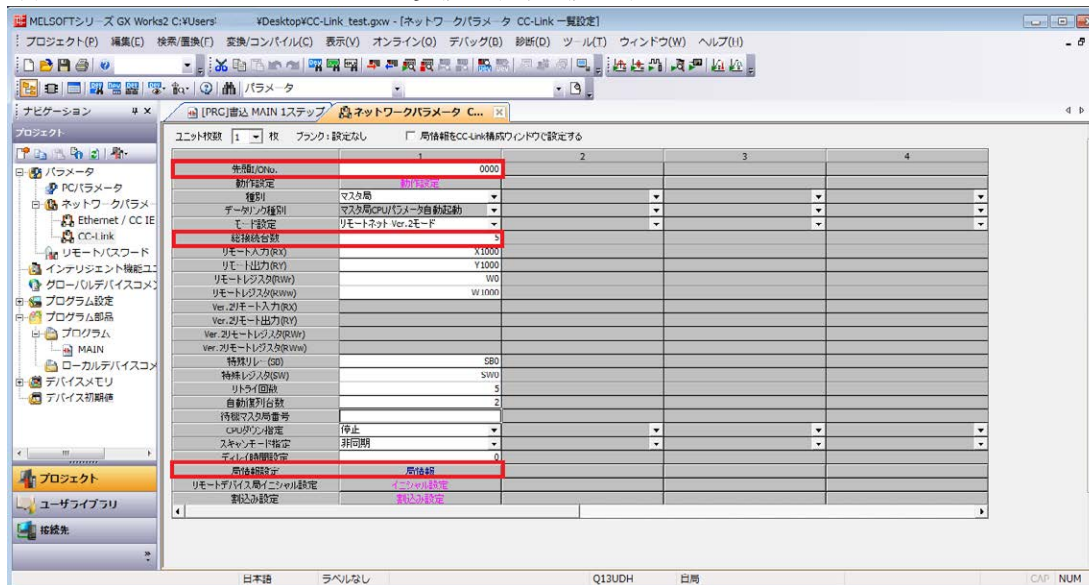 MELSOFTシリーズ GX Works2 C:¥Users¥ ¥Desktop¥CC-Link_test.gxw - [ネットワークパラメータ CC-Link 一覧設定]
プロジェクト(P) 編集(E) 検索/置換(F) 変換/コンパイル(C) 表示(V) オンライン(O) デバッグ(B) 診断(D) ツール(T) ウィンドウ(W) ヘルプ(H)
パラメータ
ナビゲーション
[PRG]書込 MAIN 1ステップ
ネットワークパラメータ C...
プロジェクト
ユニット枚数 1 枚 ブランク:設定なし 局情報をCC-Link構成ウィンドウで設定する
パラメータ
PCパラメータ
ネットワークパラメー
Ethernet / CC IE
CC-Link
リモートパスワード
インテリジェント機能ユニ
グローバルデバイスコメン
プログラム設定
プログラム部品
プログラム
MAIN
ローカルデバイスコメ
デバイスメモリ
デバイス初期値
1 2 3 4
先頭I/ONo. 0000
動作設定 動作設定
種別 マスタ局
データリンク種別 マスタ局CPUパラメータ自動起動
モード設定 リモートネット Ver.2モード
総接続台数 5
リモート入力(RX) X1000
リモート出力(RY) Y1000
リモートレジスタ(RWr) W0
リモートレジスタ(RWw) W1000
Ver.2リモート入力(RX)
Ver.2リモート出力(RY)
Ver.2リモートレジスタ(RWr)
Ver.2リモートレジスタ(RWw)
特殊リレー(SB) SB0
特殊レジスタ(SW) SW0
リトライ回数 5
自動復列台数 2
待機マスタ局番号
CPUダウン指定 停止
スキャンモード指定 非同期
ディレイ時間設定 0
局情報設定 局情報
リモートデバイス局イニシャル設定 イニシャル設定
割込み設定 割込み設定
プロジェクト
ユーザライブラリ
接続先
日本語 ラベルなし Q13UDH 自局 CAP NUM